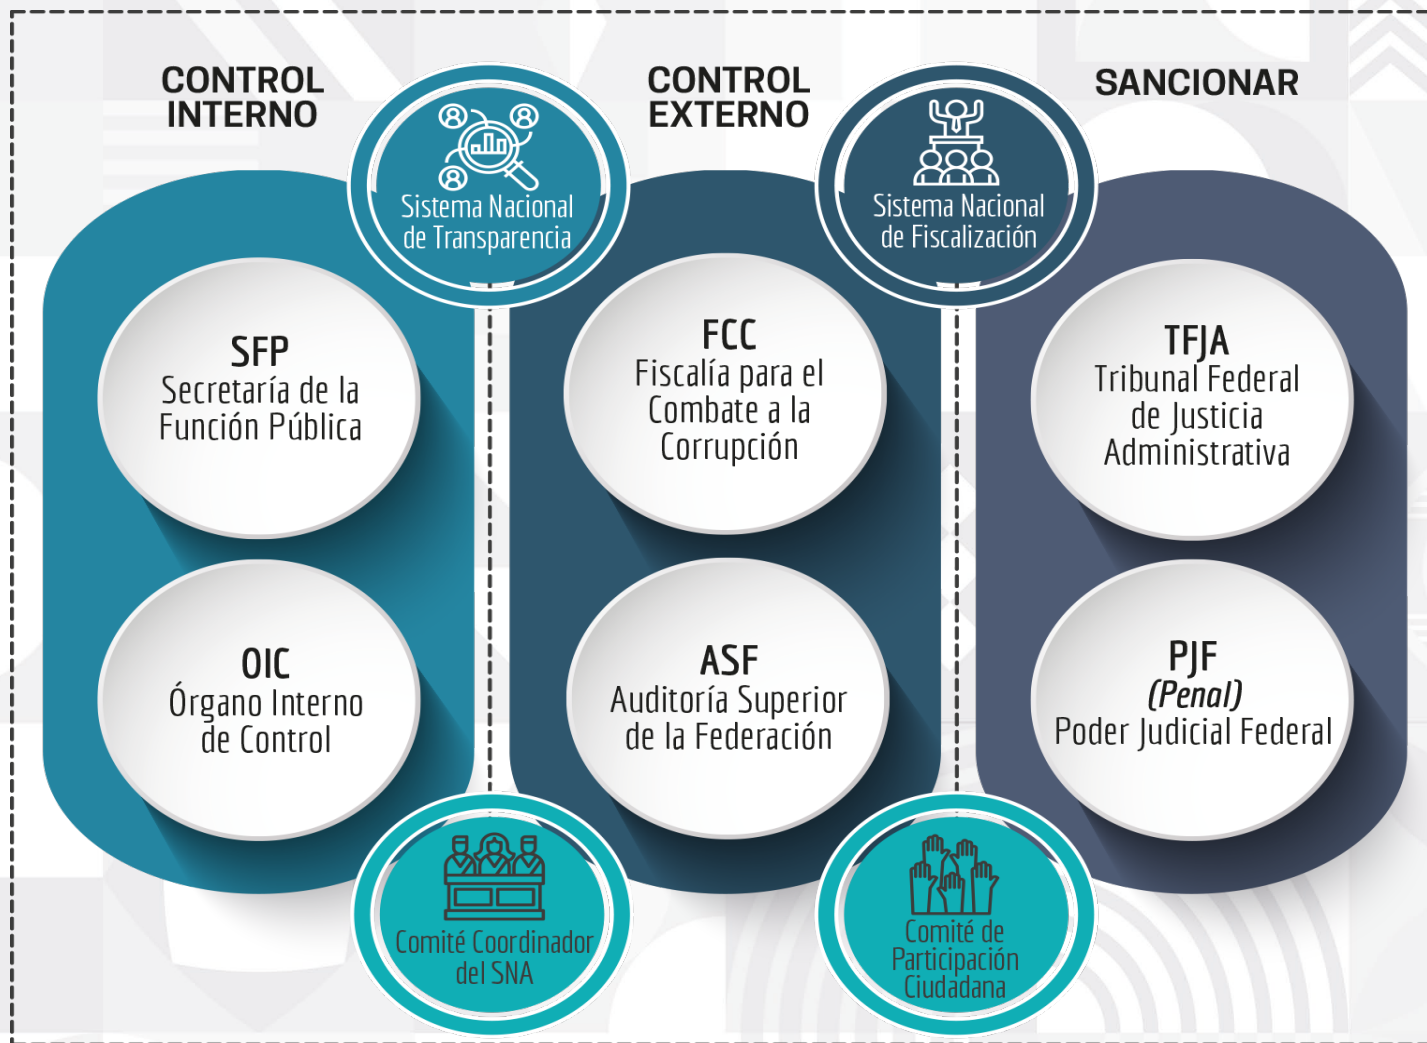 CONTROL
INTERNO
Sistema Nacional
de Transparencia
CONTROL
EXTERNO
Sistema Nacional
de Fiscalización
SANCIONAR
SFP
Secretaría de la
Función Pública
FCC
Fiscalía para el
Combate a la
Corrupción
TFJA
Tribunal Federal
de Justicia
Administrativa
OIC
Órgano Interno
de Control
ASF
Auditoría Superior
de la Federación
PJF
(Penal)
Poder Judicial Federal
Comité Coordinador
del SNA
Comité de
Participación
Ciudadana